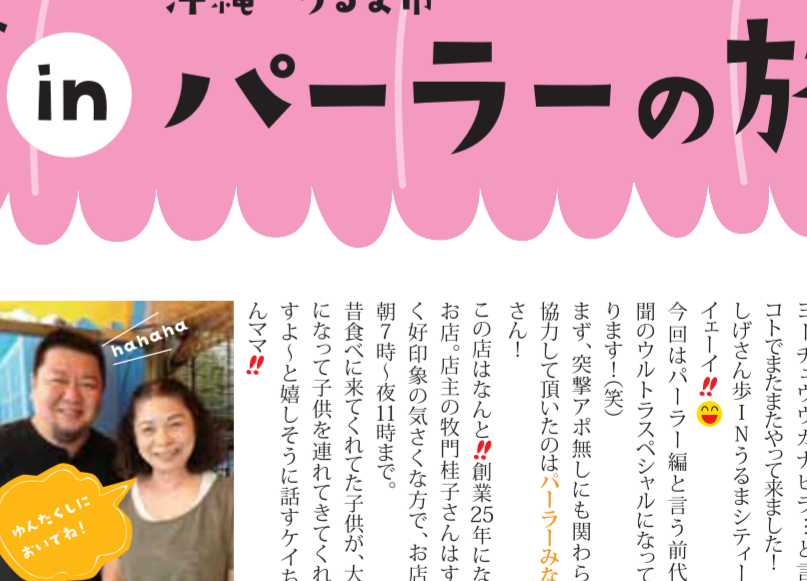 沖縄 うるま市
in
パーラーの旅
コトでまたまたやって来ました！
しげさん歩INうるまシティー
イェーイ‼
今回はパーラー編と言う前代
聞のウルトラスペシャルになって
ります！（笑）
まず、突撃アポ無しにも関わら
協力して頂いたのはパーラーみな
さん！
この店はなんと‼創業25年にな
お店。店主の牧門桂子さんはす
く好印象の気さくな方で、お店
朝7時〜夜11時まで。
昔食べに来てくれてた子供が、大
になって子供を連れてきてくれ
すよ〜と嬉しそうに話すケイち
んママ‼
hahaha
ゆんたくしに
おいでね！